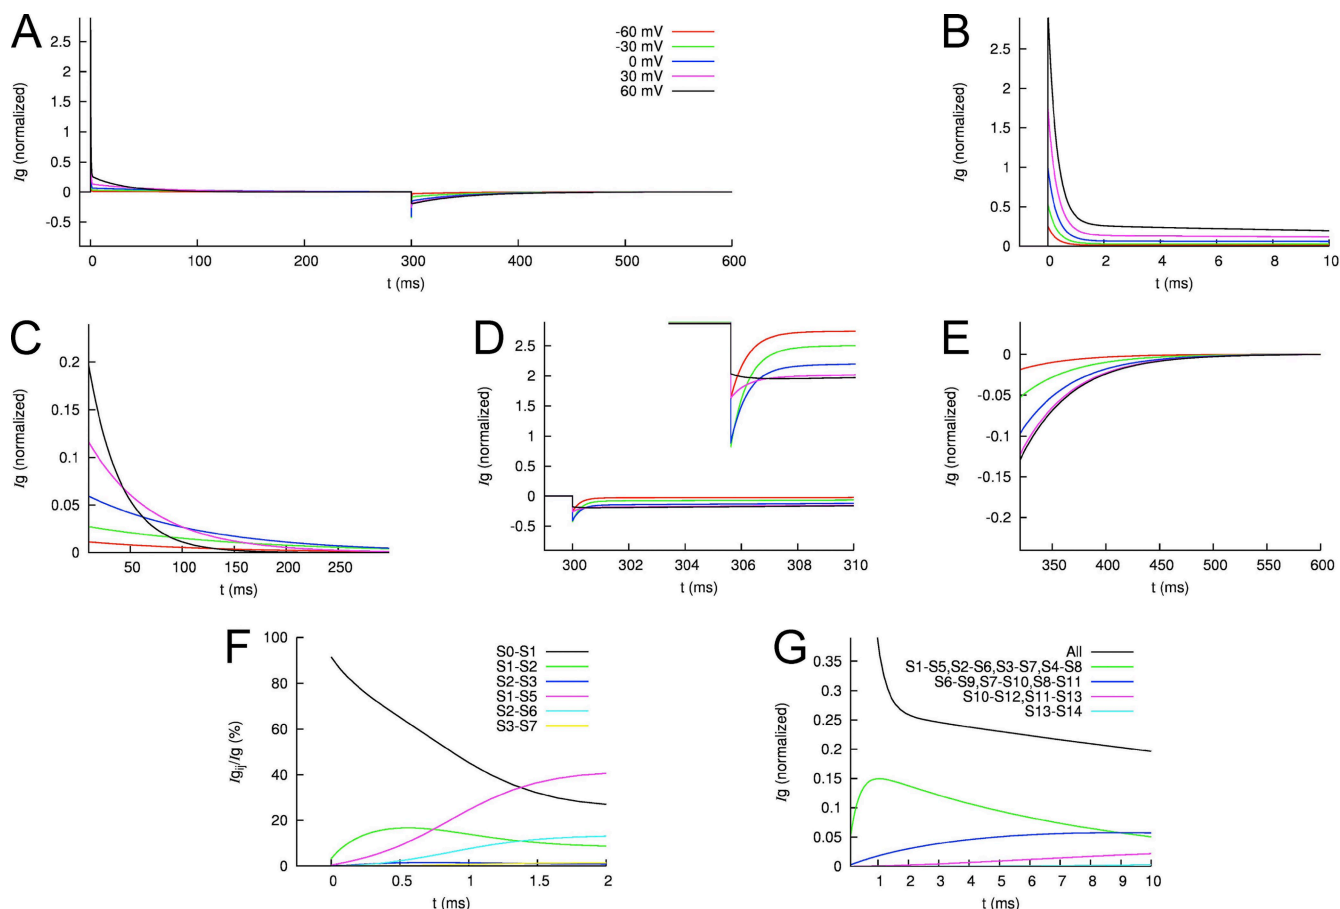 A
-60 mV
-30 mV
0 mV
30 mV
60 mV
Ig (normalized)
2.5
2
1.5
1
0.5
0
-0.5
0 100 200 300 400 500 600
t (ms)
B
Ig (normalized)
2.5
2
1.5
1
0.5
0
0 2 4 6 8 10
t (ms)
C
Ig (normalized)
0.2
0.15
0.1
0.05
0
50 100 150 200 250
t (ms)
D
Ig (normalized)
2.5
2
1.5
1
0.5
0
-0.5
300 302 304 306 308 310
t (ms)
E
Ig (normalized)
0
-0.05
-0.1
-0.15
-0.2
350 400 450 500 550 600
t (ms)
F
S0-S1
S1-S2
S2-S3
S1-S5
S2-S6
S3-S7
Igij/Ig (%)
100
80
60
40
20
0
0 0.5 1 1.5 2
t (ms)
G
All
S1-S5,S2-S6,S3-S7,S4-S8
S6-S9,S7-S10,S8-S11
S10-S12,S11-S13
S13-S14
Ig (normalized)
0.35
0.3
0.25
0.2
0.15
0.1
0.05
0
1 2 3 4 5 6 7 8 9 10
t (ms)